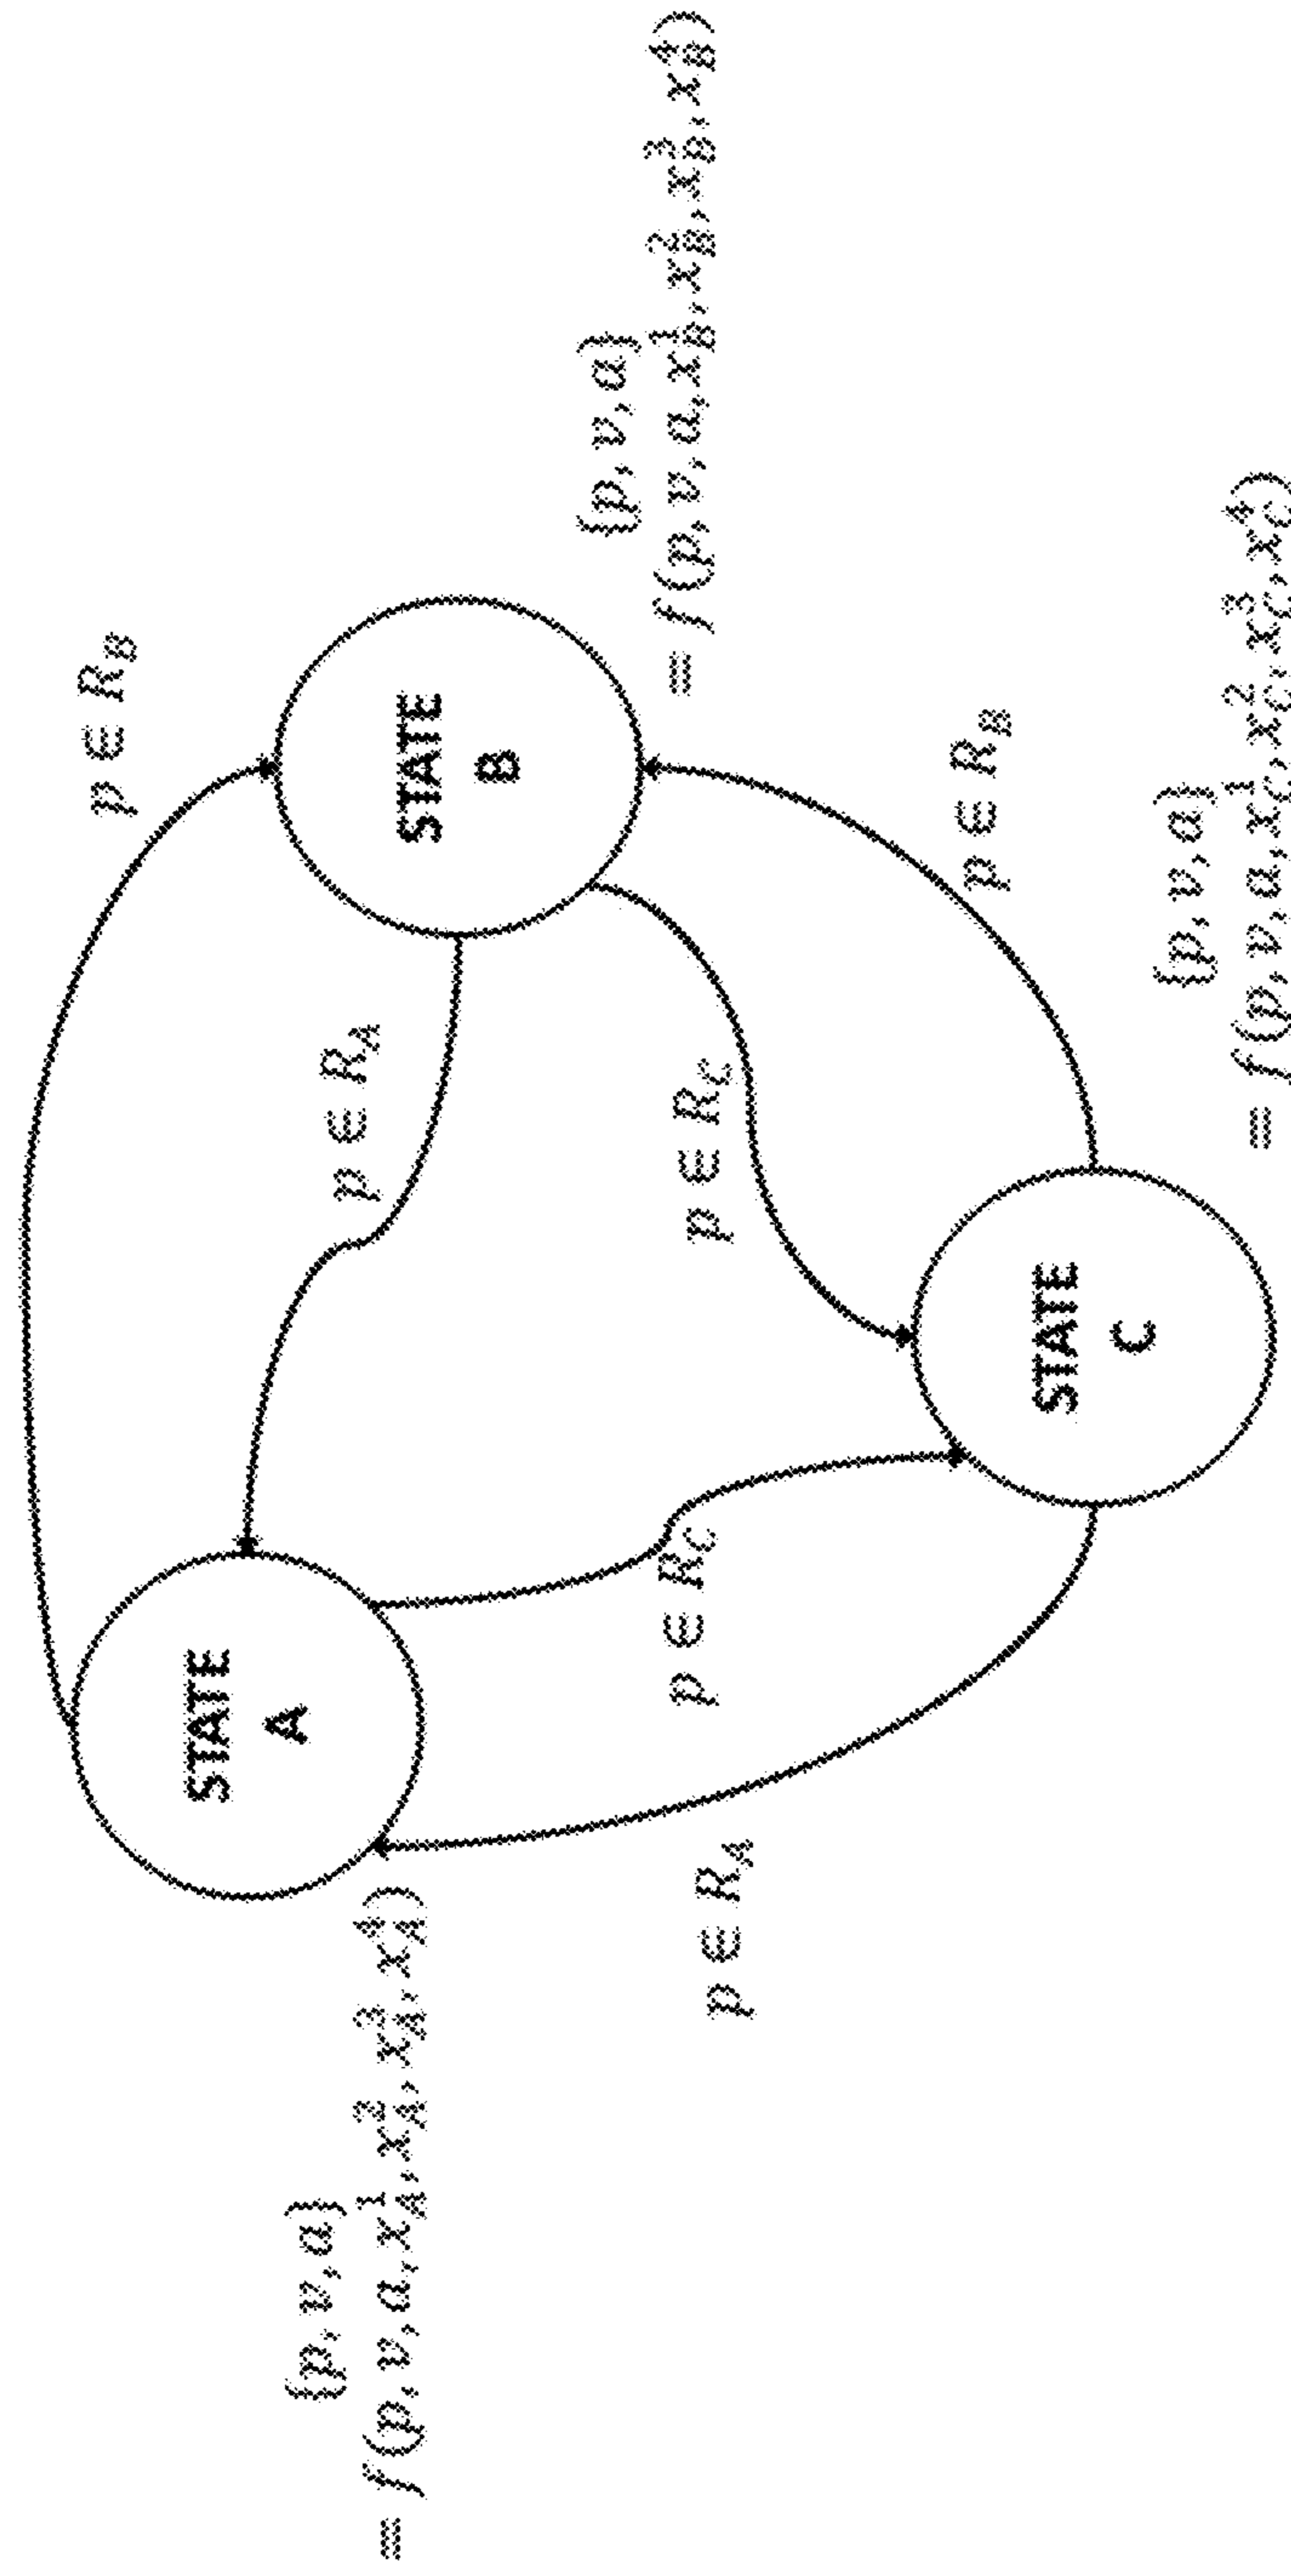 p ∈ R_B
STATE
A
STATE
B
{p, v, a}
= f(p, v, a, x_A^1, x_A^2, x_A^3, x_A^4)
p ∈ R_A
{p, v, a}
= f(p, v, a, x_B^1, x_B^2, x_B^3, x_B^4)
p ∈ R_C
p ∈ R_C
p ∈ R_A
p ∈ R_B
STATE
C
{p, v, a}
= f(p, v, a, x_C^1, x_C^2, x_C^3, x_C^4)